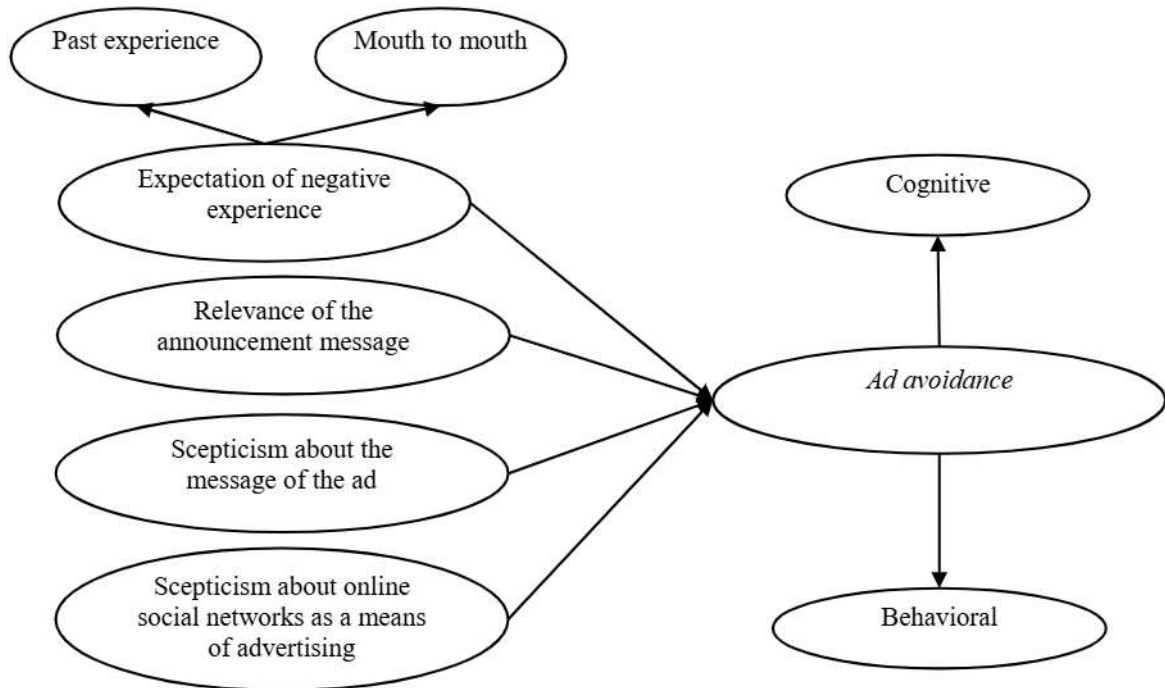 Past experience
Mouth to mouth
Expectation of negative
experience
Cognitive
Relevance of the
announcement message
Ad avoidance
Scepticism about the
message of the ad
Scepticism about online
social networks as a means
of advertising
Behavioral